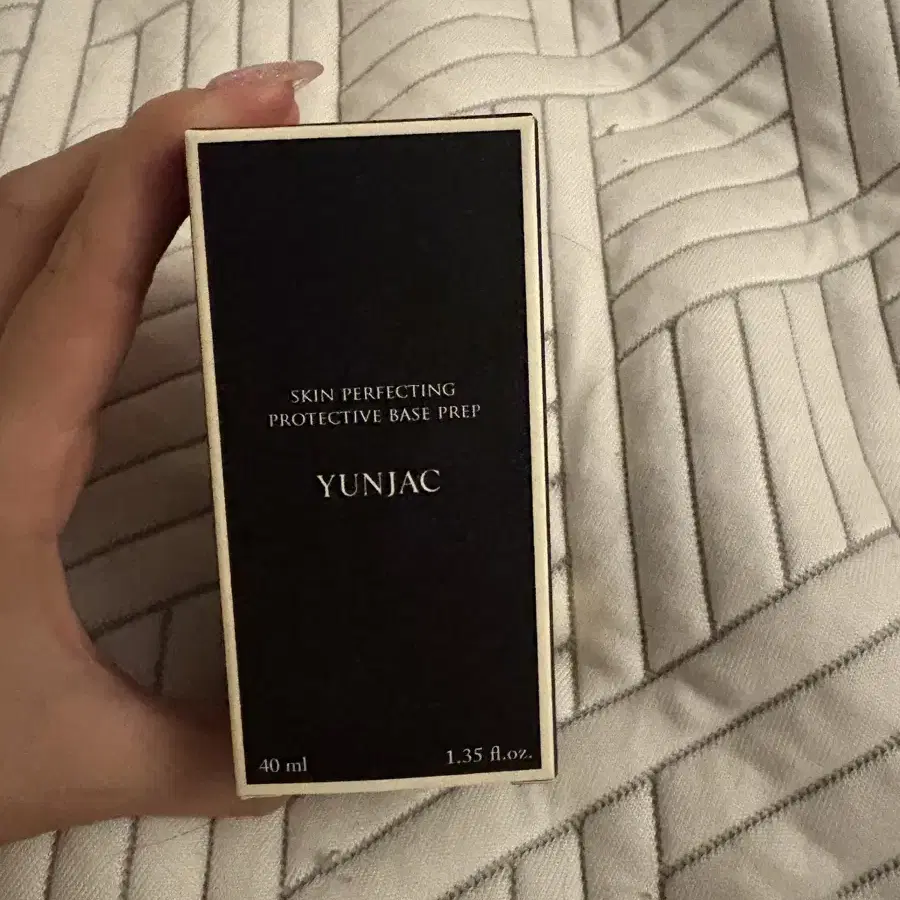 SKIN PERFECTING
PROTECTIVE BASE PREP
YUNJAC
40 ml 1.35 fl.oz.